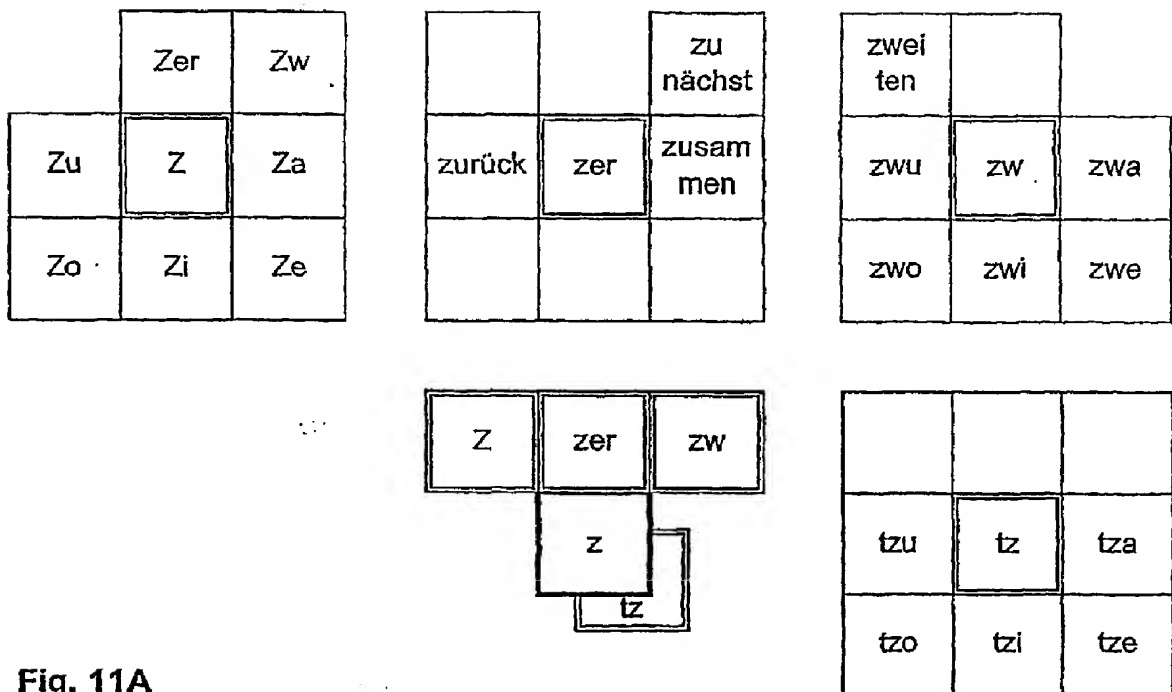 Zer Zw
Zu Z Za
Zo Zi Ze
zu
nächst
zurück zer zusam
men
zwei
ten
zwu zw zwa
zwo zwi zwe
Z zer zw
z
tz
tzu tz tza
tzo tzi tze
Fig. 11A